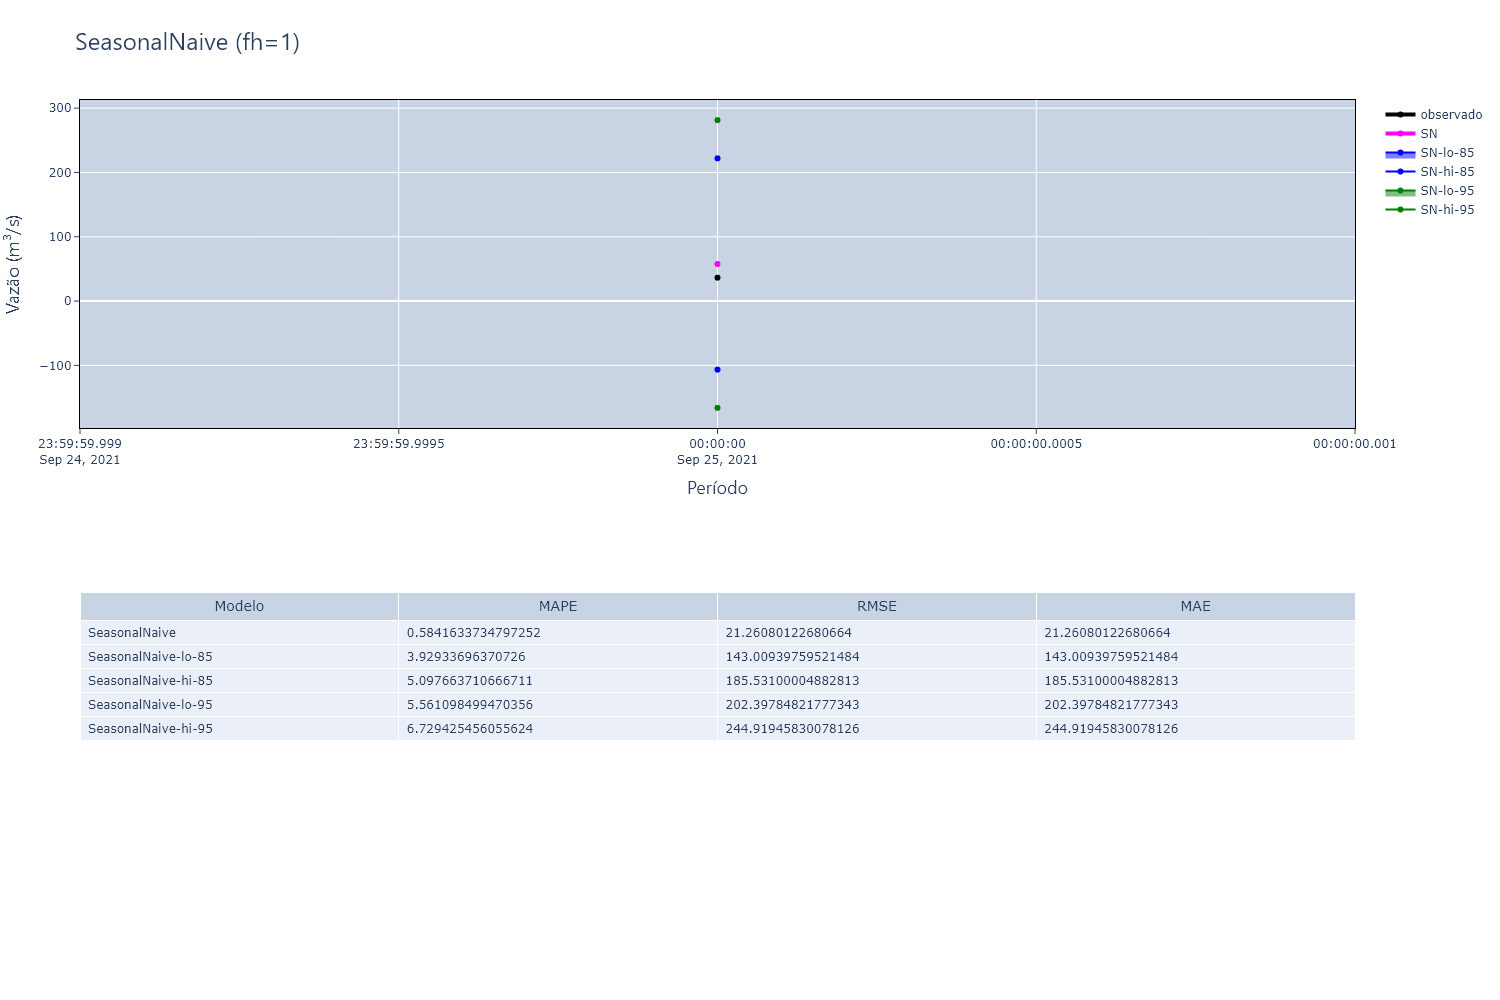 SeasonalNaive (fh=1)
300
200
100
0
−100
Vazão (m³/s)
23:59:59.999
Sep 24, 2021
23:59:59.9995
00:00:00
Sep 25, 2021
00:00:00.0005
00:00:00.001
Período
observado
SN
SN-lo-85
SN-hi-85
SN-lo-95
SN-hi-95
Modelo MAPE RMSE MAE
SeasonalNaive 0.5841633734797252 21.26080122680664 21.26080122680664
SeasonalNaive-lo-85 3.92933696370726 143.00939759521484 143.00939759521484
SeasonalNaive-hi-85 5.097663710666711 185.53100004882813 185.53100004882813
SeasonalNaive-lo-95 5.561098499470356 202.39784821777343 202.39784821777343
SeasonalNaive-hi-95 6.729425456055624 244.91945830078126 244.91945830078126